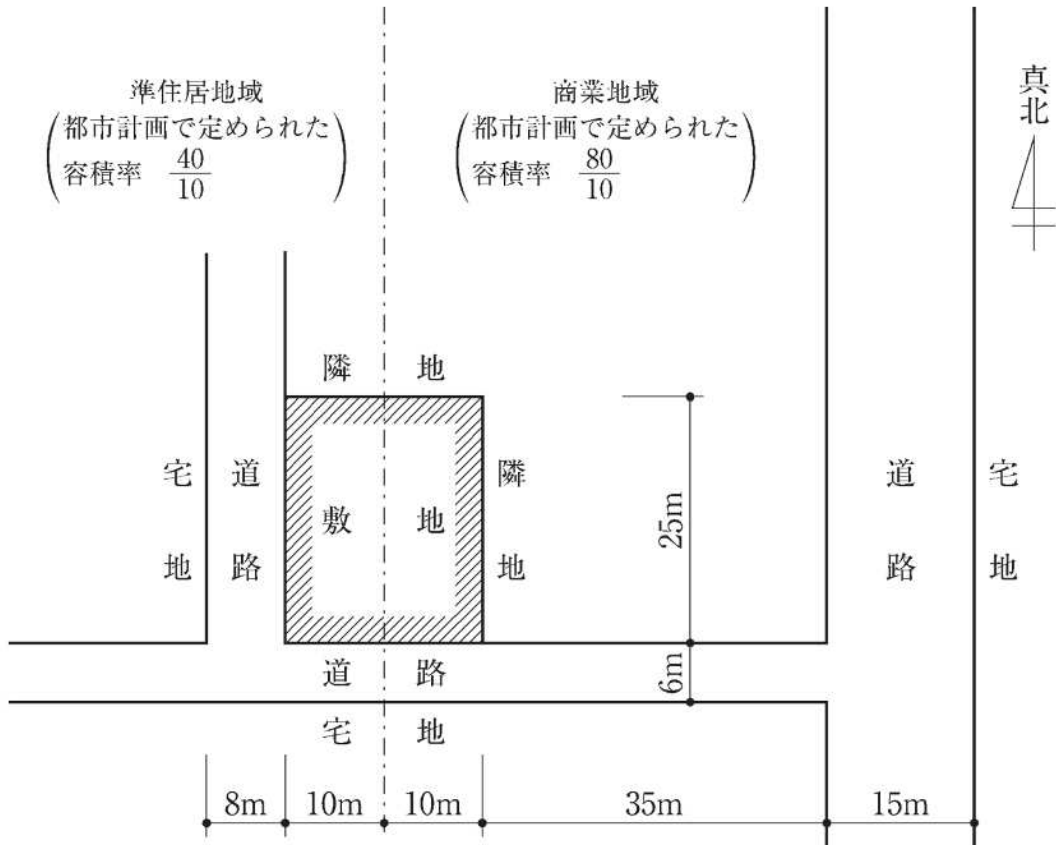 準住居地域
(都市計画で定められた
容積率 40/10)
商業地域
(都市計画で定められた
容積率 80/10)
真北
隣地
宅地
道路
敷地
隣地
25m
道路
宅地
道路
6m
宅地
8m
10m
10m
35m
15m